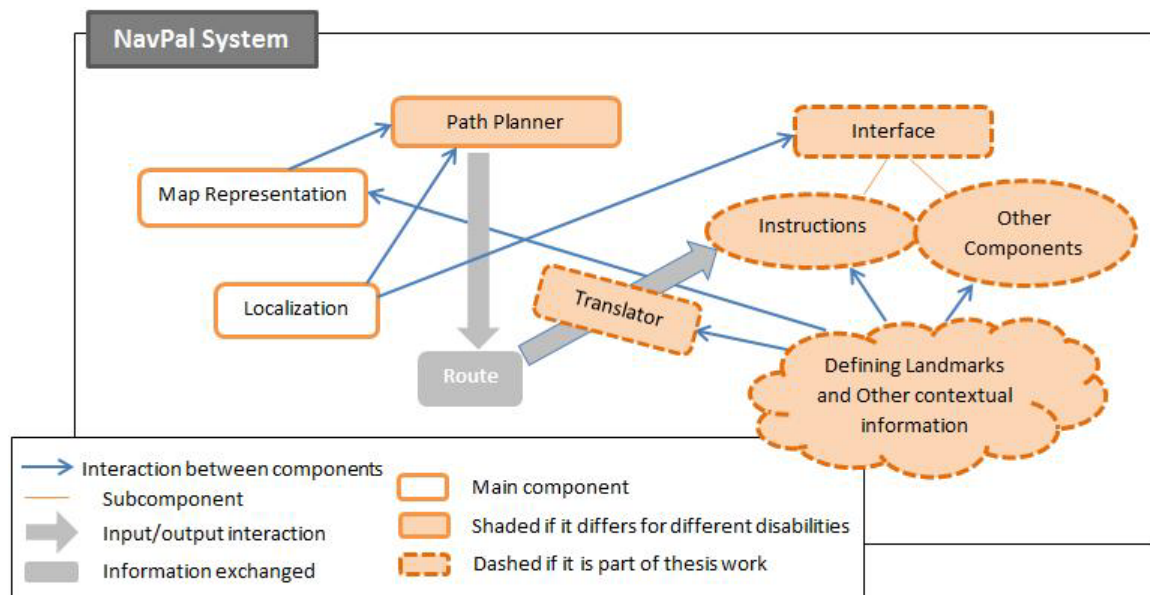 NavPal System
Path Planner
Interface
Map Representation
Instructions
Other
Components
Localization
Translator
Route
Defining Landmarks
and Other contextual
information
Interaction between components
Subcomponent
Input/output interaction
Information exchanged
Main component
Shaded if it differs for different disabilities
Dashed if it is part of thesis work